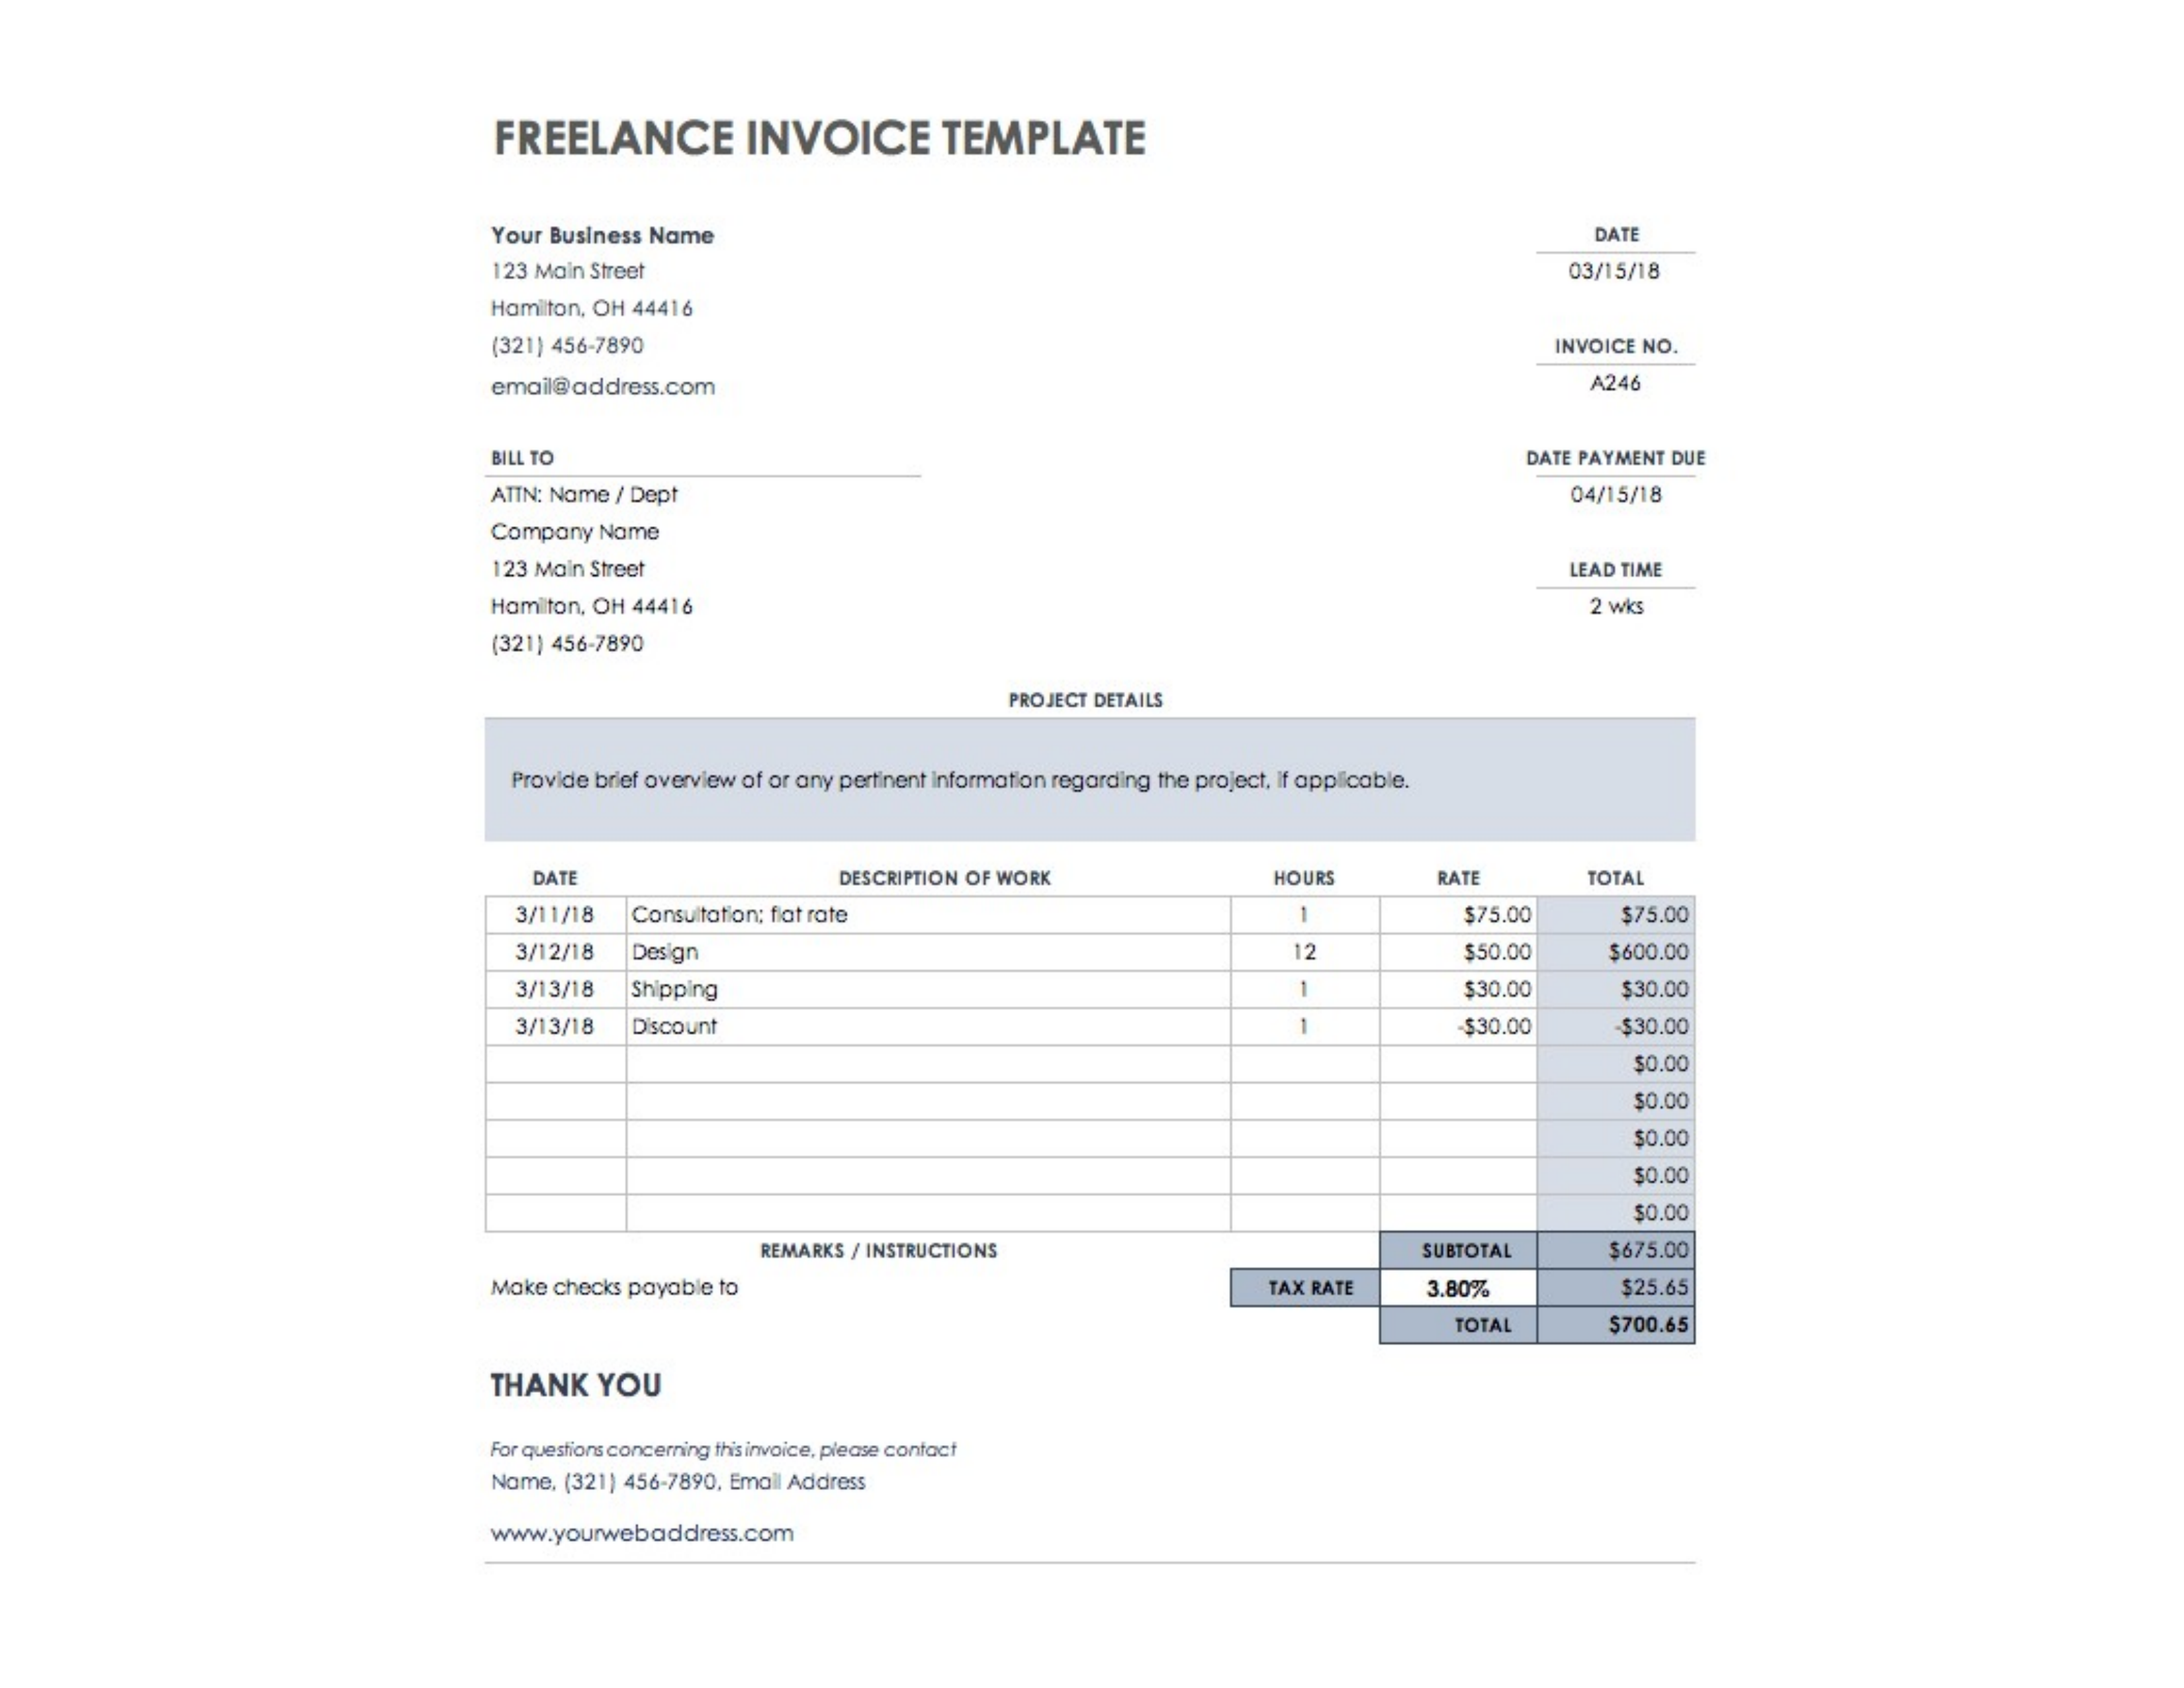 FREELANCE INVOICE TEMPLATE
Your Business Name
123 Main Street
Hamilton, OH 44416
(321) 456-7890
email@address.com
DATE
03/15/18
INVOICE NO.
A246
BILL TO
ATTN: Name / Dept
Company Name
123 Main Street
Hamilton, OH 44416
(321) 456-7890
DATE PAYMENT DUE
04/15/18
LEAD TIME
2 wks
PROJECT DETAILS
Provide brief overview of or any pertinent information regarding the project, if applicable.
DATE DESCRIPTION OF WORK HOURS RATE TOTAL
3/11/18 Consultation; flat rate 1 $75.00 $75.00
3/12/18 Design 12 $50.00 $600.00
3/13/18 Shipping 1 $30.00 $30.00
3/13/18 Discount 1 -$30.00 -$30.00
$0.00
$0.00
$0.00
$0.00
$0.00
REMARKS / INSTRUCTIONS SUBTOTAL $675.00
Make checks payable to TAX RATE 3.80% $25.65
TOTAL $700.65
THANK YOU
For questions concerning this invoice, please contact
Name, (321) 456-7890, Email Address
www.yourwebaddress.com